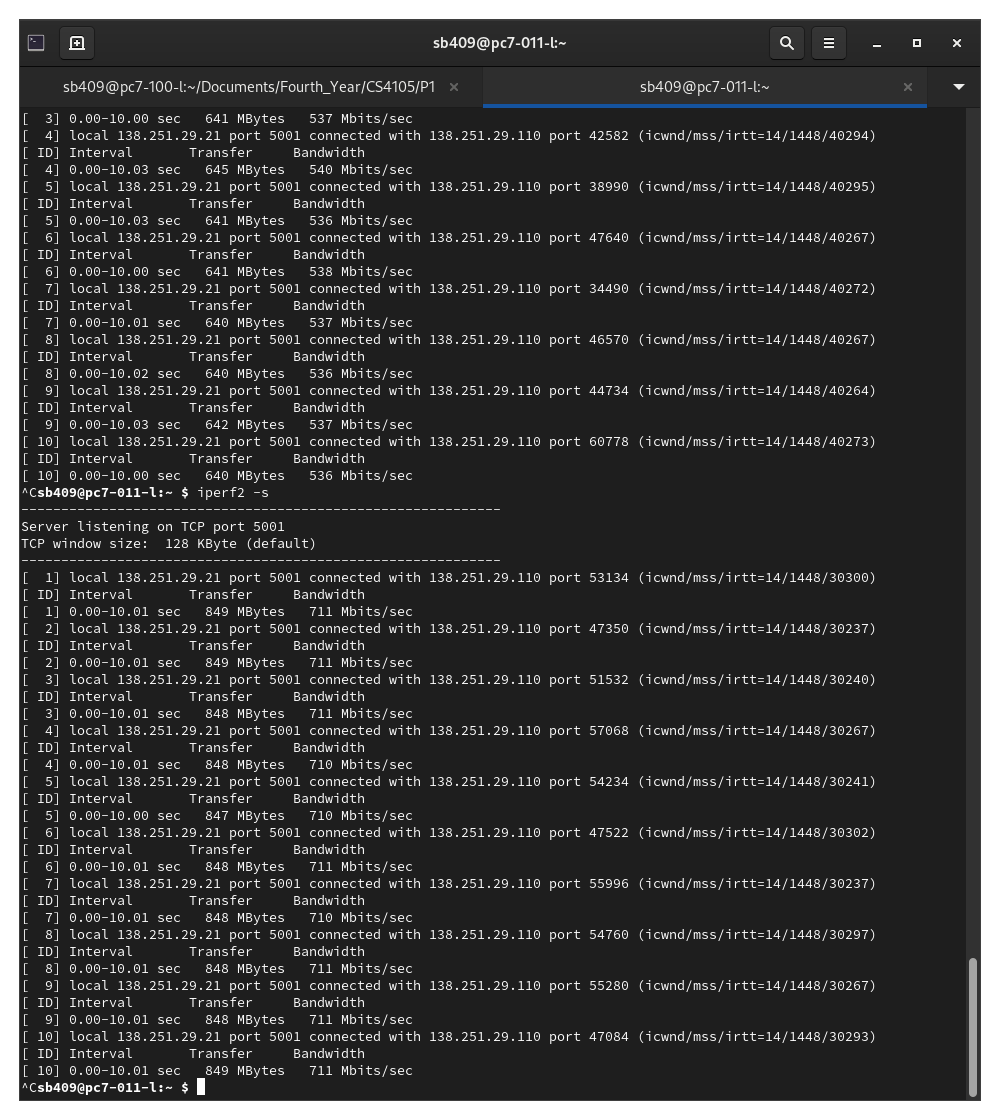 sb409@pc7-011-l:~
sb409@pc7-100-l:~/Documents/Fourth_Year/CS4105/P1 × sb409@pc7-011-l:~ ×
[  3] 0.00-10.00 sec   641 MBytes   537 Mbits/sec
[  4] local 138.251.29.21 port 5001 connected with 138.251.29.110 port 42582 (icwnd/mss/irtt=14/1448/40294)
[ ID] Interval       Transfer     Bandwidth
[  4] 0.00-10.03 sec   645 MBytes   540 Mbits/sec
[  5] local 138.251.29.21 port 5001 connected with 138.251.29.110 port 38990 (icwnd/mss/irtt=14/1448/40295)
[ ID] Interval       Transfer     Bandwidth
[  5] 0.00-10.03 sec   641 MBytes   536 Mbits/sec
[  6] local 138.251.29.21 port 5001 connected with 138.251.29.110 port 47640 (icwnd/mss/irtt=14/1448/40267)
[ ID] Interval       Transfer     Bandwidth
[  6] 0.00-10.00 sec   641 MBytes   538 Mbits/sec
[  7] local 138.251.29.21 port 5001 connected with 138.251.29.110 port 34490 (icwnd/mss/irtt=14/1448/40272)
[ ID] Interval       Transfer     Bandwidth
[  7] 0.00-10.01 sec   640 MBytes   537 Mbits/sec
[  8] local 138.251.29.21 port 5001 connected with 138.251.29.110 port 46570 (icwnd/mss/irtt=14/1448/40267)
[ ID] Interval       Transfer     Bandwidth
[  8] 0.00-10.02 sec   640 MBytes   536 Mbits/sec
[  9] local 138.251.29.21 port 5001 connected with 138.251.29.110 port 44734 (icwnd/mss/irtt=14/1448/40264)
[ ID] Interval       Transfer     Bandwidth
[  9] 0.00-10.03 sec   642 MBytes   537 Mbits/sec
[ 10] local 138.251.29.21 port 5001 connected with 138.251.29.110 port 60778 (icwnd/mss/irtt=14/1448/40273)
[ ID] Interval       Transfer     Bandwidth
[ 10] 0.00-10.00 sec   640 MBytes   536 Mbits/sec
^Csb409@pc7-011-l:~ $ iperf2 -s
------------------------------------------------------------
Server listening on TCP port 5001
TCP window size:  128 KByte (default)
------------------------------------------------------------
[  1] local 138.251.29.21 port 5001 connected with 138.251.29.110 port 53134 (icwnd/mss/irtt=14/1448/30300)
[ ID] Interval       Transfer     Bandwidth
[  1] 0.00-10.01 sec   849 MBytes   711 Mbits/sec
[  2] local 138.251.29.21 port 5001 connected with 138.251.29.110 port 47350 (icwnd/mss/irtt=14/1448/30237)
[ ID] Interval       Transfer     Bandwidth
[  2] 0.00-10.01 sec   849 MBytes   711 Mbits/sec
[  3] local 138.251.29.21 port 5001 connected with 138.251.29.110 port 51532 (icwnd/mss/irtt=14/1448/30240)
[ ID] Interval       Transfer     Bandwidth
[  3] 0.00-10.01 sec   848 MBytes   711 Mbits/sec
[  4] local 138.251.29.21 port 5001 connected with 138.251.29.110 port 57068 (icwnd/mss/irtt=14/1448/30267)
[ ID] Interval       Transfer     Bandwidth
[  4] 0.00-10.01 sec   848 MBytes   710 Mbits/sec
[  5] local 138.251.29.21 port 5001 connected with 138.251.29.110 port 54234 (icwnd/mss/irtt=14/1448/30241)
[ ID] Interval       Transfer     Bandwidth
[  5] 0.00-10.00 sec   847 MBytes   710 Mbits/sec
[  6] local 138.251.29.21 port 5001 connected with 138.251.29.110 port 47522 (icwnd/mss/irtt=14/1448/30302)
[ ID] Interval       Transfer     Bandwidth
[  6] 0.00-10.01 sec   848 MBytes   711 Mbits/sec
[  7] local 138.251.29.21 port 5001 connected with 138.251.29.110 port 55996 (icwnd/mss/irtt=14/1448/30237)
[ ID] Interval       Transfer     Bandwidth
[  7] 0.00-10.01 sec   848 MBytes   710 Mbits/sec
[  8] local 138.251.29.21 port 5001 connected with 138.251.29.110 port 54760 (icwnd/mss/irtt=14/1448/30297)
[ ID] Interval       Transfer     Bandwidth
[  8] 0.00-10.01 sec   848 MBytes   711 Mbits/sec
[  9] local 138.251.29.21 port 5001 connected with 138.251.29.110 port 55280 (icwnd/mss/irtt=14/1448/30267)
[ ID] Interval       Transfer     Bandwidth
[  9] 0.00-10.01 sec   848 MBytes   711 Mbits/sec
[ 10] local 138.251.29.21 port 5001 connected with 138.251.29.110 port 47084 (icwnd/mss/irtt=14/1448/30293)
[ ID] Interval       Transfer     Bandwidth
[ 10] 0.00-10.01 sec   849 MBytes   711 Mbits/sec
^Csb409@pc7-011-l:~ $